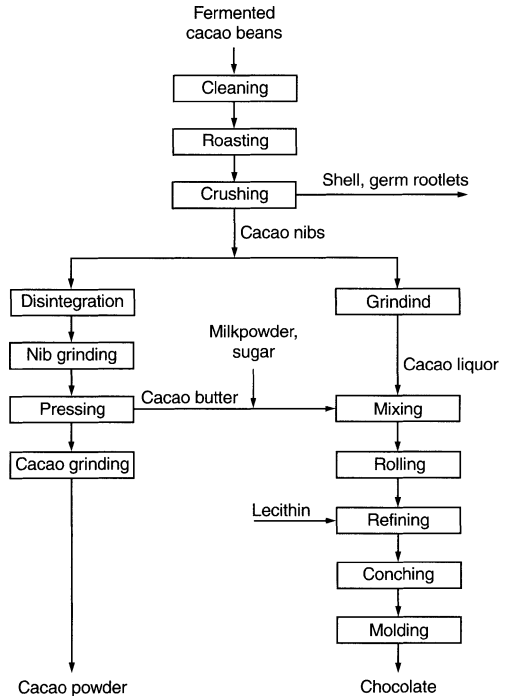 Fermented
cacao beans
Cleaning
Roasting
Crushing
Shell, germ rootlets
Cacao nibs
Disintegration
Grindind
Milkpowder,
sugar
Nib grinding
Cacao liquor
Cacao butter
Pressing
Mixing
Cacao grinding
Rolling
Lecithin
Refining
Conching
Molding
Cacao powder
Chocolate